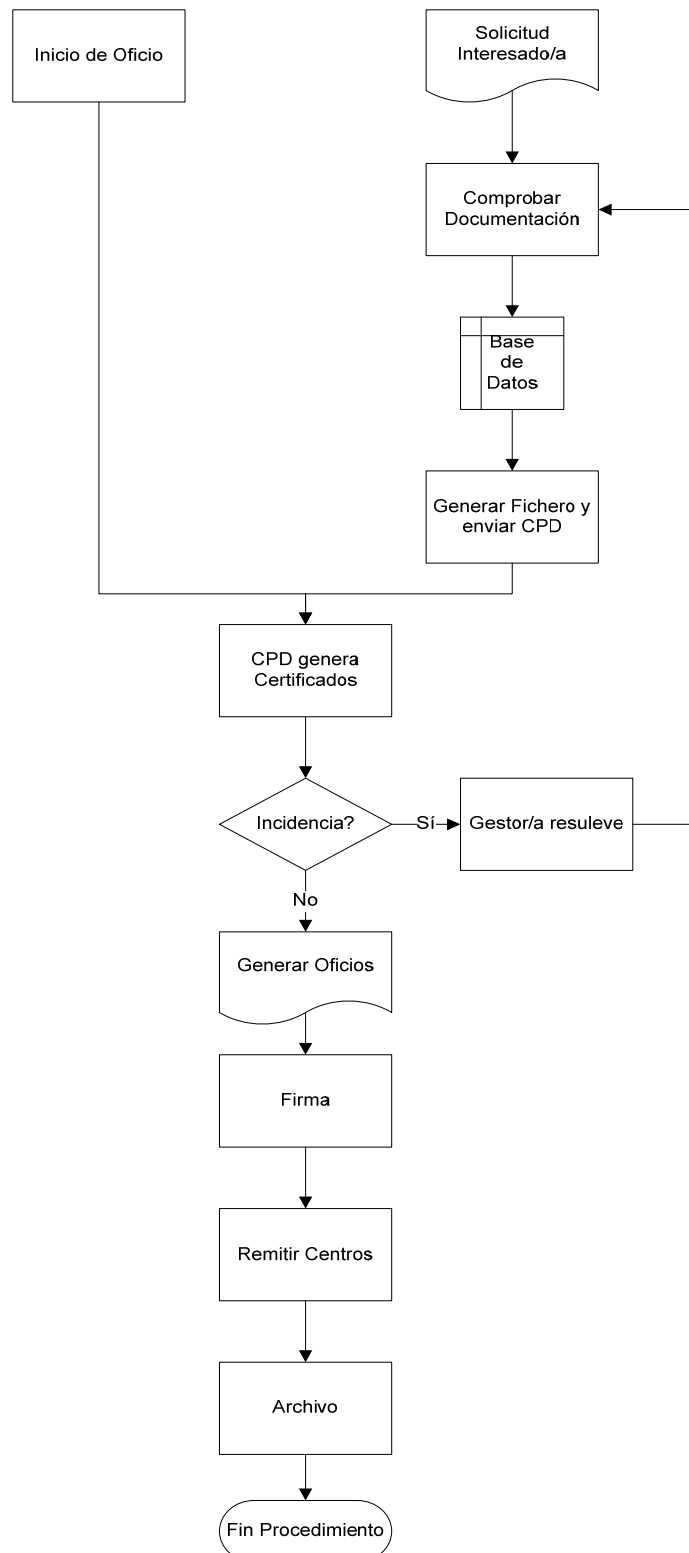 Inicio de Oficio
Solicitud
Interesado/a
Comprobar
Documentación
Base
de
Datos
Generar Fichero y
enviar CPD
CPD genera
Certificados
Incidencia?
Sí
Gestor/a resuleve
No
Generar Oficios
Firma
Remitir Centros
Archivo
Fin Procedimiento